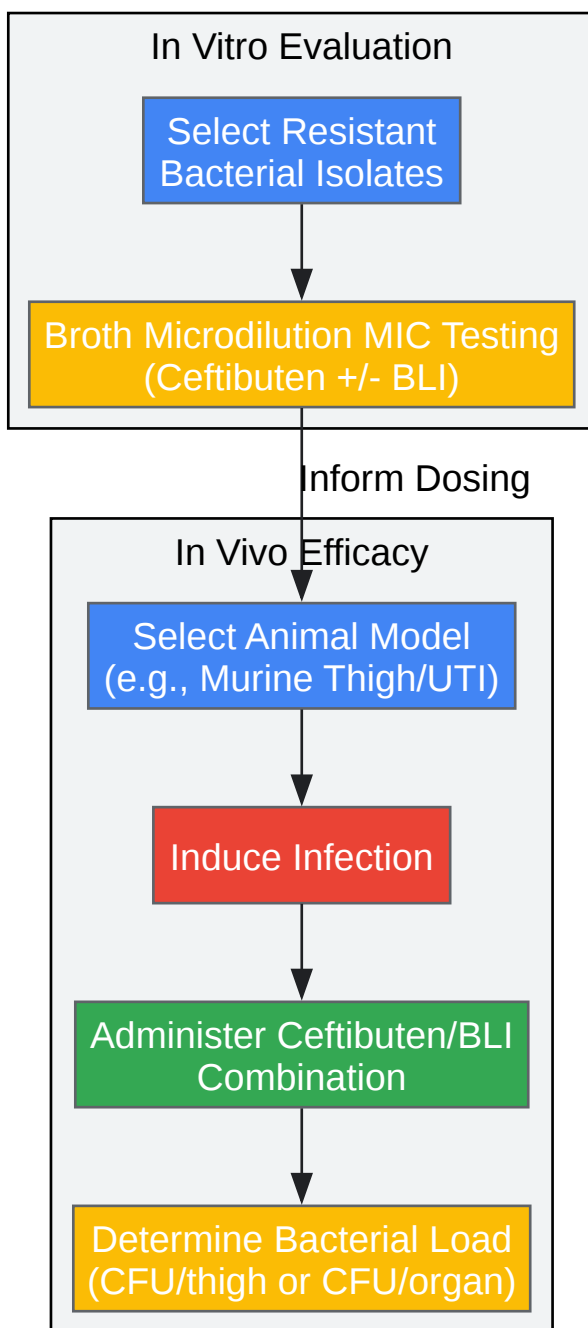 In Vitro Evaluation
Select Resistant
Bacterial Isolates
Broth Microdilution MIC Testing
(Ceftibuten +/- BLI)
Inform Dosing
In Vivo Efficacy
Select Animal Model
(e.g., Murine Thigh/UTI)
Induce Infection
Administer Ceftibuten/BLI
Combination
Determine Bacterial Load
(CFU/thigh or CFU/organ)